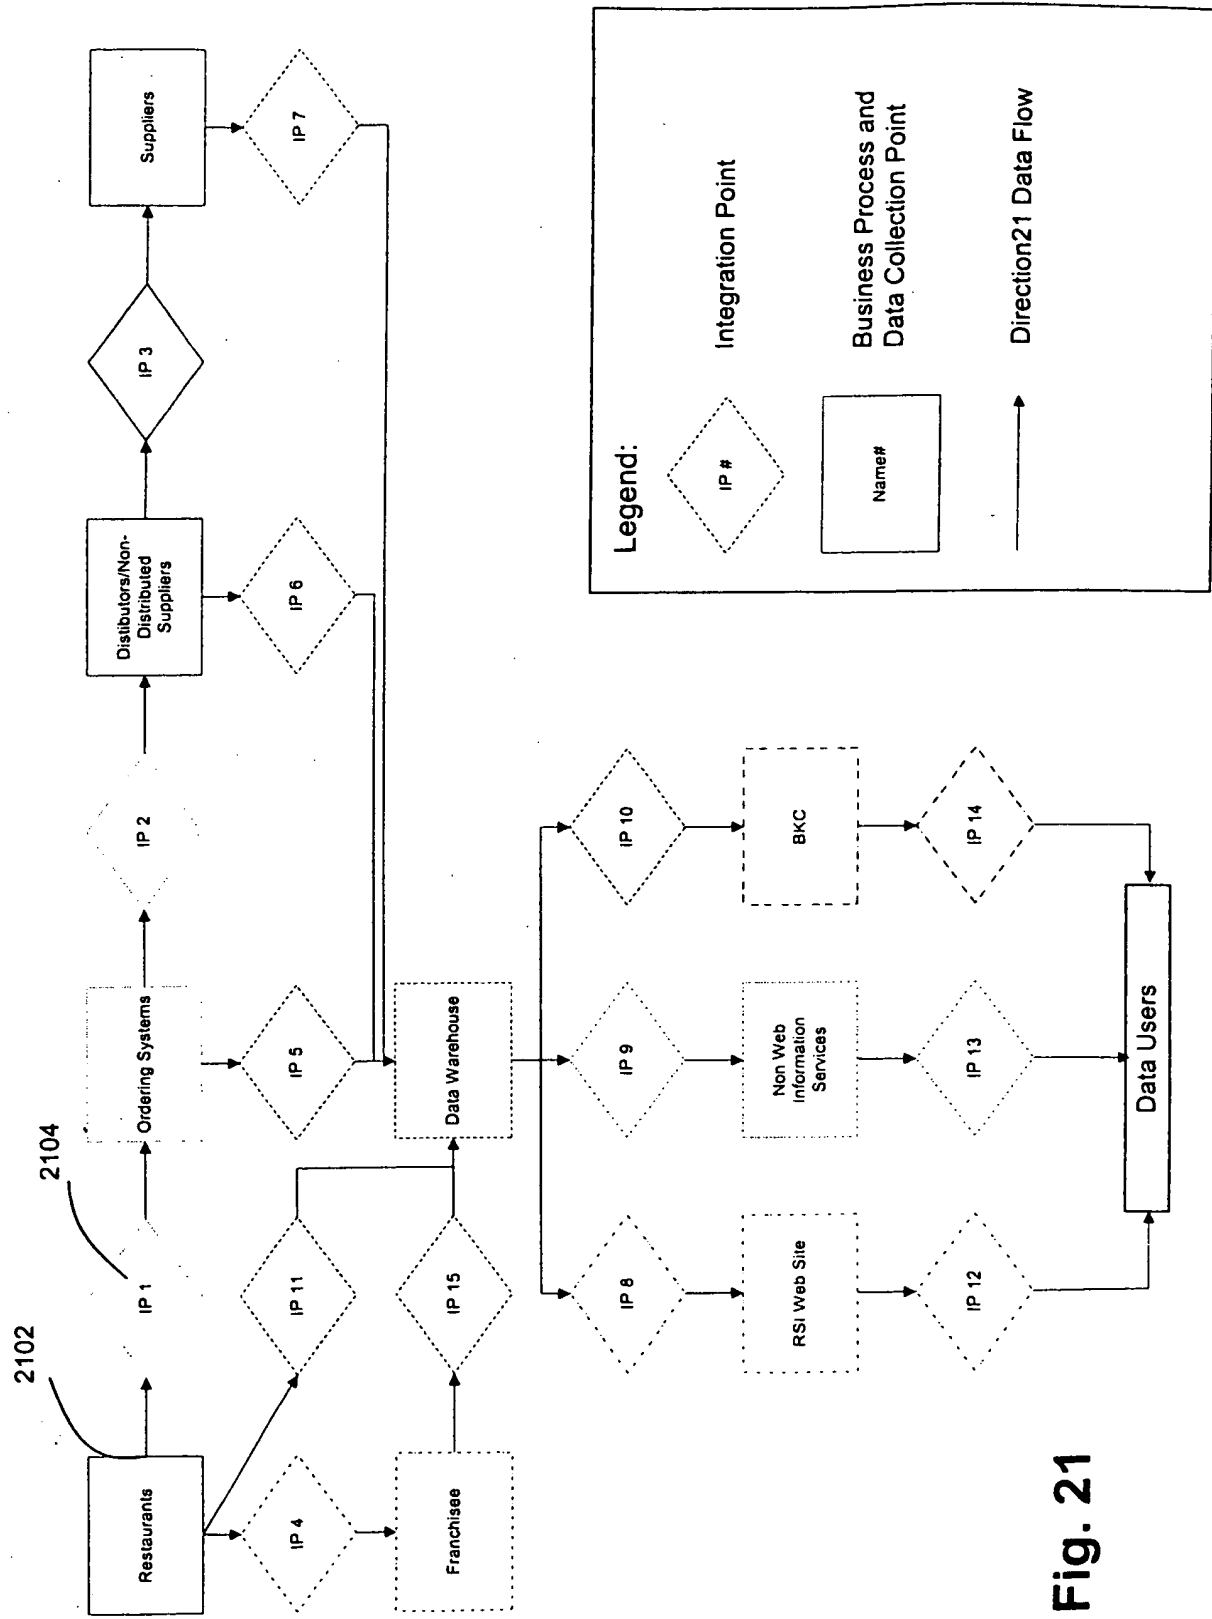 2102
2104
Restaurants
IP 1
Ordering Systems
IP 2
Distibutors/Non-
Distributed
Suppliers
IP 3
Suppliers
IP 4
IP 11
IP 5
IP 6
IP 7
Franchisee
IP 15
Data Warehouse
IP 8
IP 9
IP 10
RSI Web Site
Non Web
Information
Services
BKC
IP 12
IP 13
IP 14
Data Users
Legend:
IP #
Integration Point
Name#
Business Process and
Data Collection Point
Direction21 Data Flow
Fig. 21